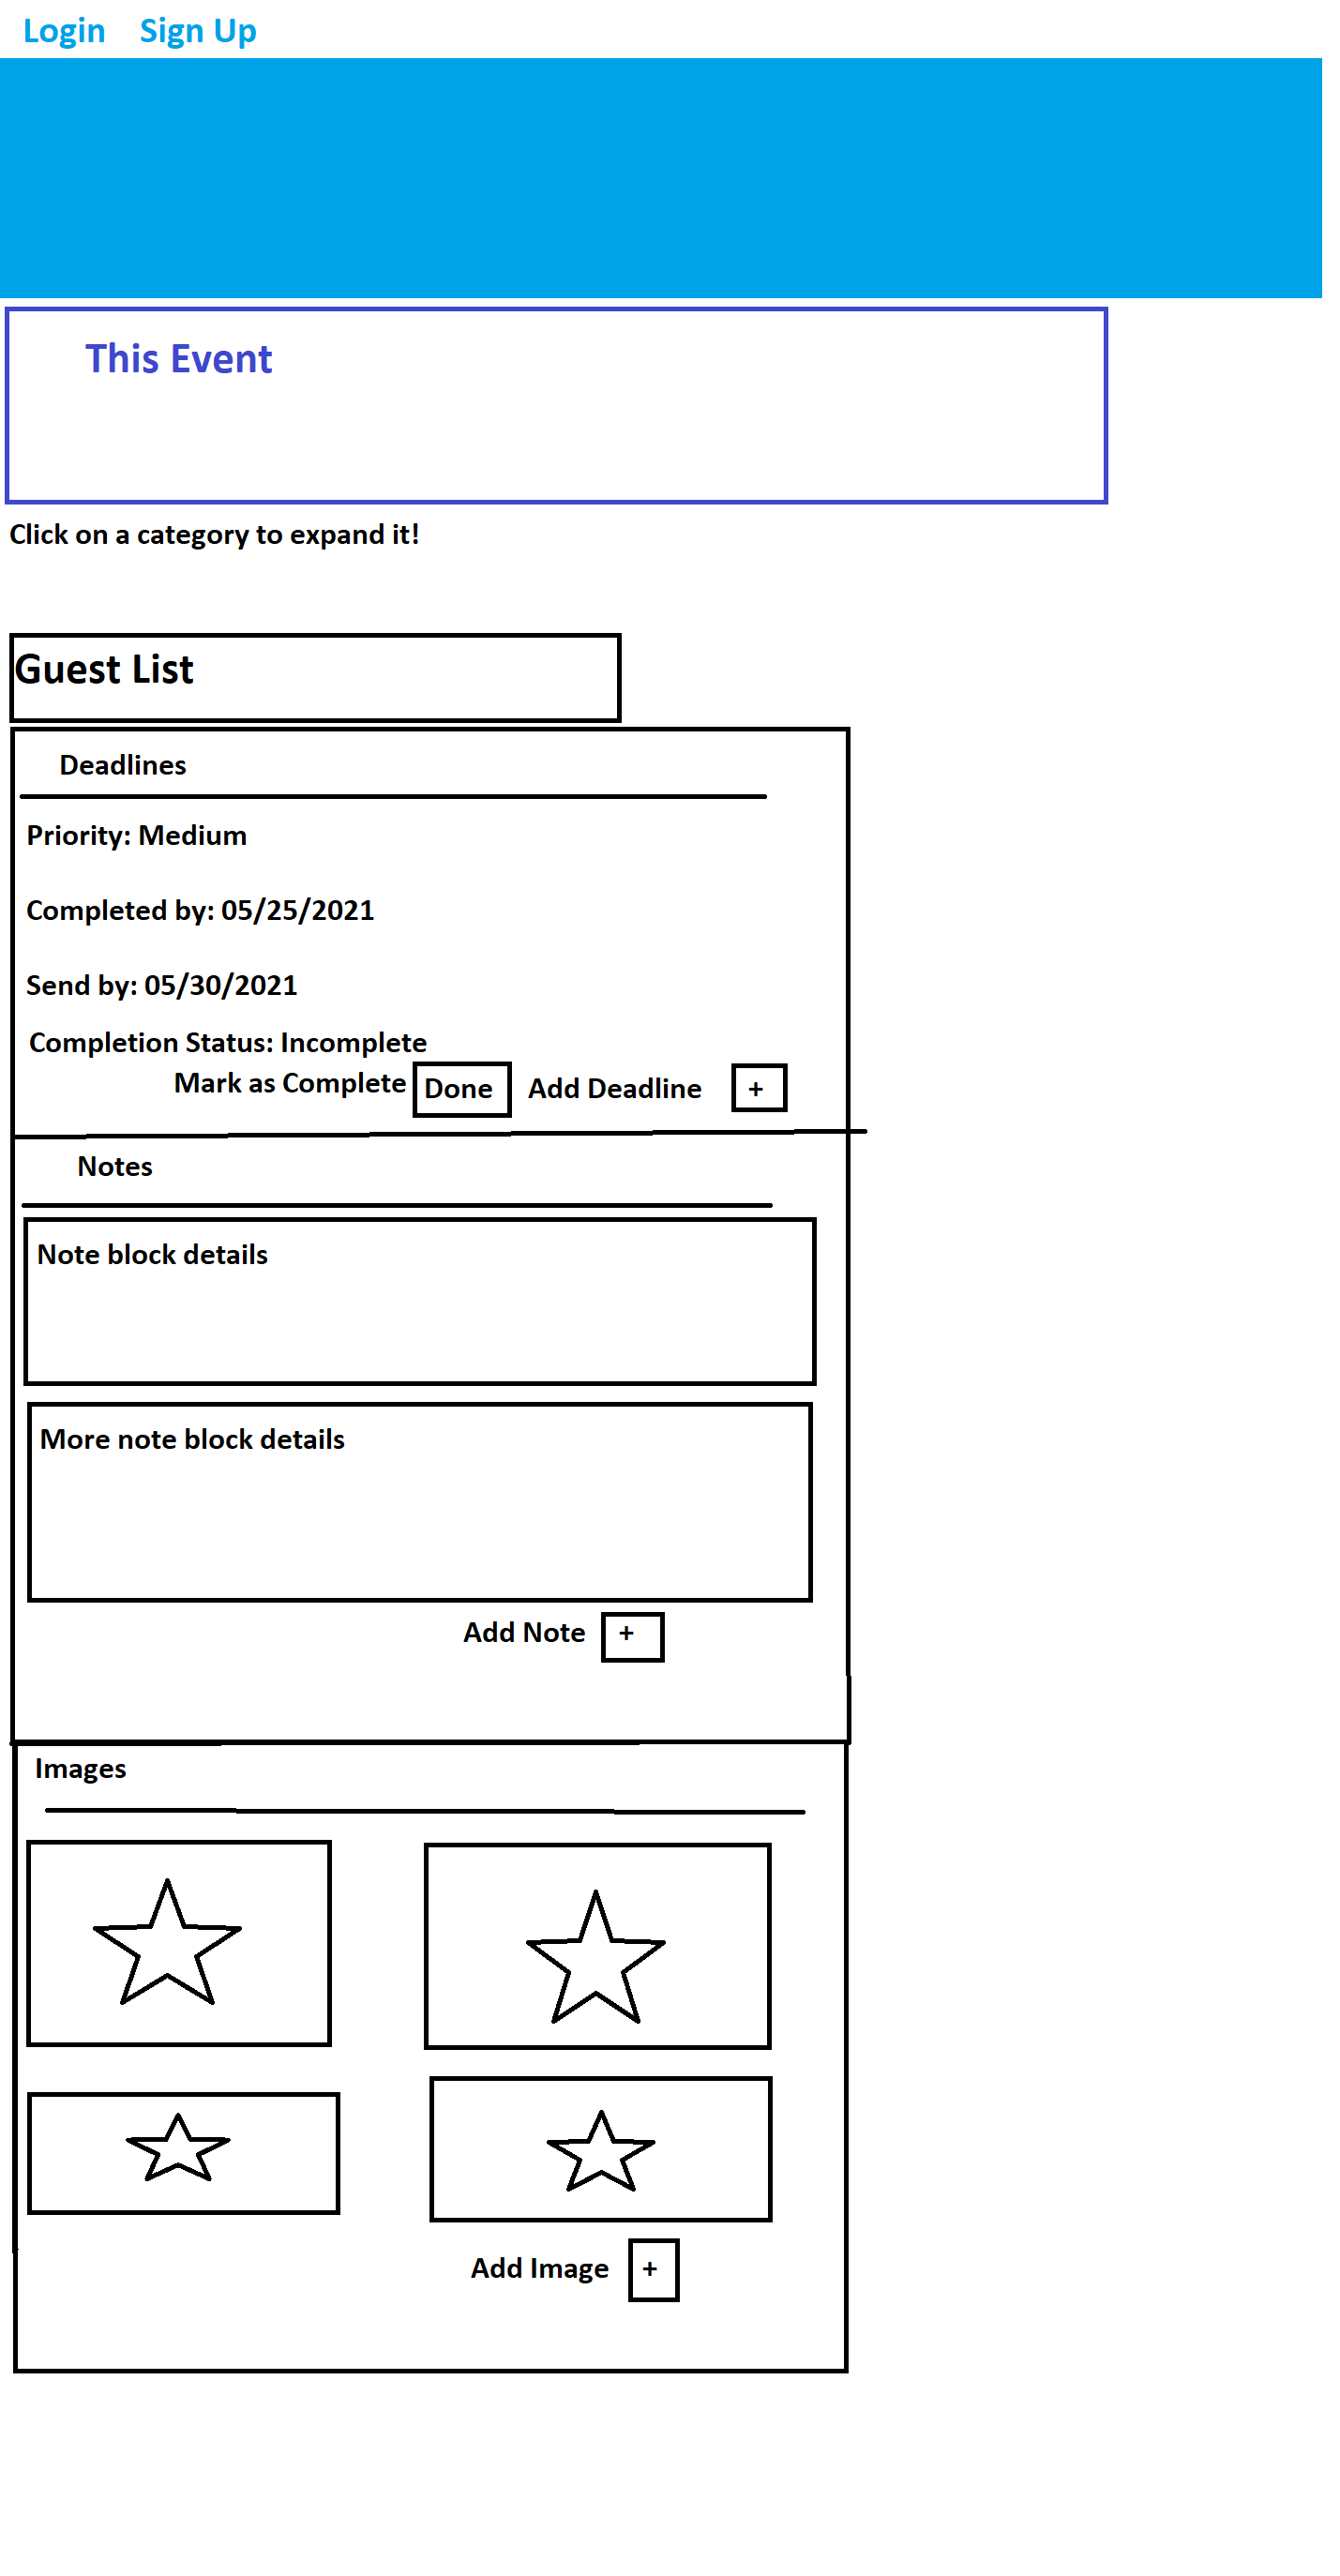 Login Sign Up
This Event
Click on a category to expand it!
Guest List
Deadlines
Priority: Medium
Completed by: 05/25/2021
Send by: 05/30/2021
Completion Status: Incomplete
Mark as Complete Done Add Deadline +
Notes
Note block details
More note block details
Add Note +
Images
Add Image +